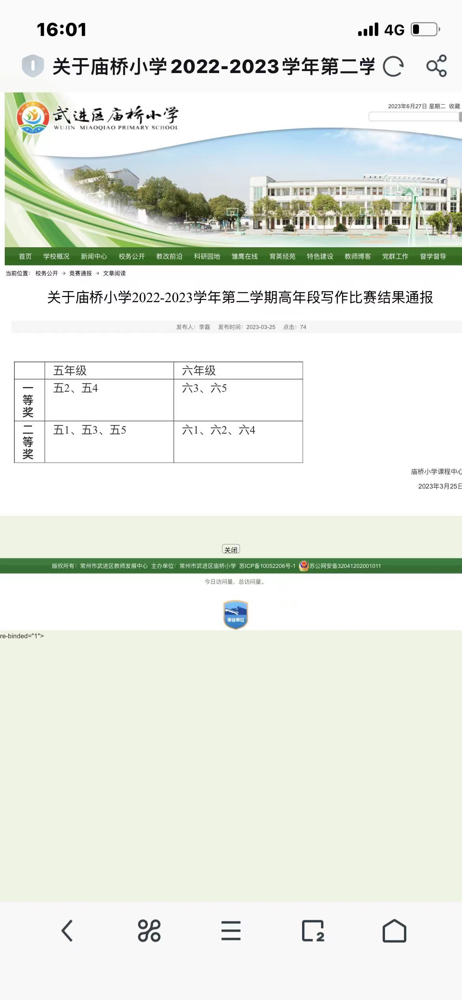 16:01
4G
关于庙桥小学2022-2023学年第二学
2023年6月27日 星期二 收藏
武进区庙桥小学
WUJIN MIAOQIAO PRIMARY SCHOOL
1913
首页 学校概况 新闻中心 校务公开 教改前沿 科研园地 雏鹰在线 育英经苑 特色建设 教师博客 党群工作 督学督导
当前位置： 校务公开 → 竞赛通报 → 文章阅读
关于庙桥小学2022-2023学年第二学期高年段写作比赛结果通报
发布人：李磊 发布时间：2023-03-25 点击：74
五年级 六年级
一等奖 五2、五4 六3、六5
二等奖 五1、五3、五5 六1、六2、六4
庙桥小学课程中心
2023年3月25日
关闭
版权所有：常州市武进区教师发展中心 主办单位：常州市武进区庙桥小学 苏ICP备10052206号-1 苏公网安备32041202001011
今日访问量，总访问量。
事业单位
re-binded="1">
2